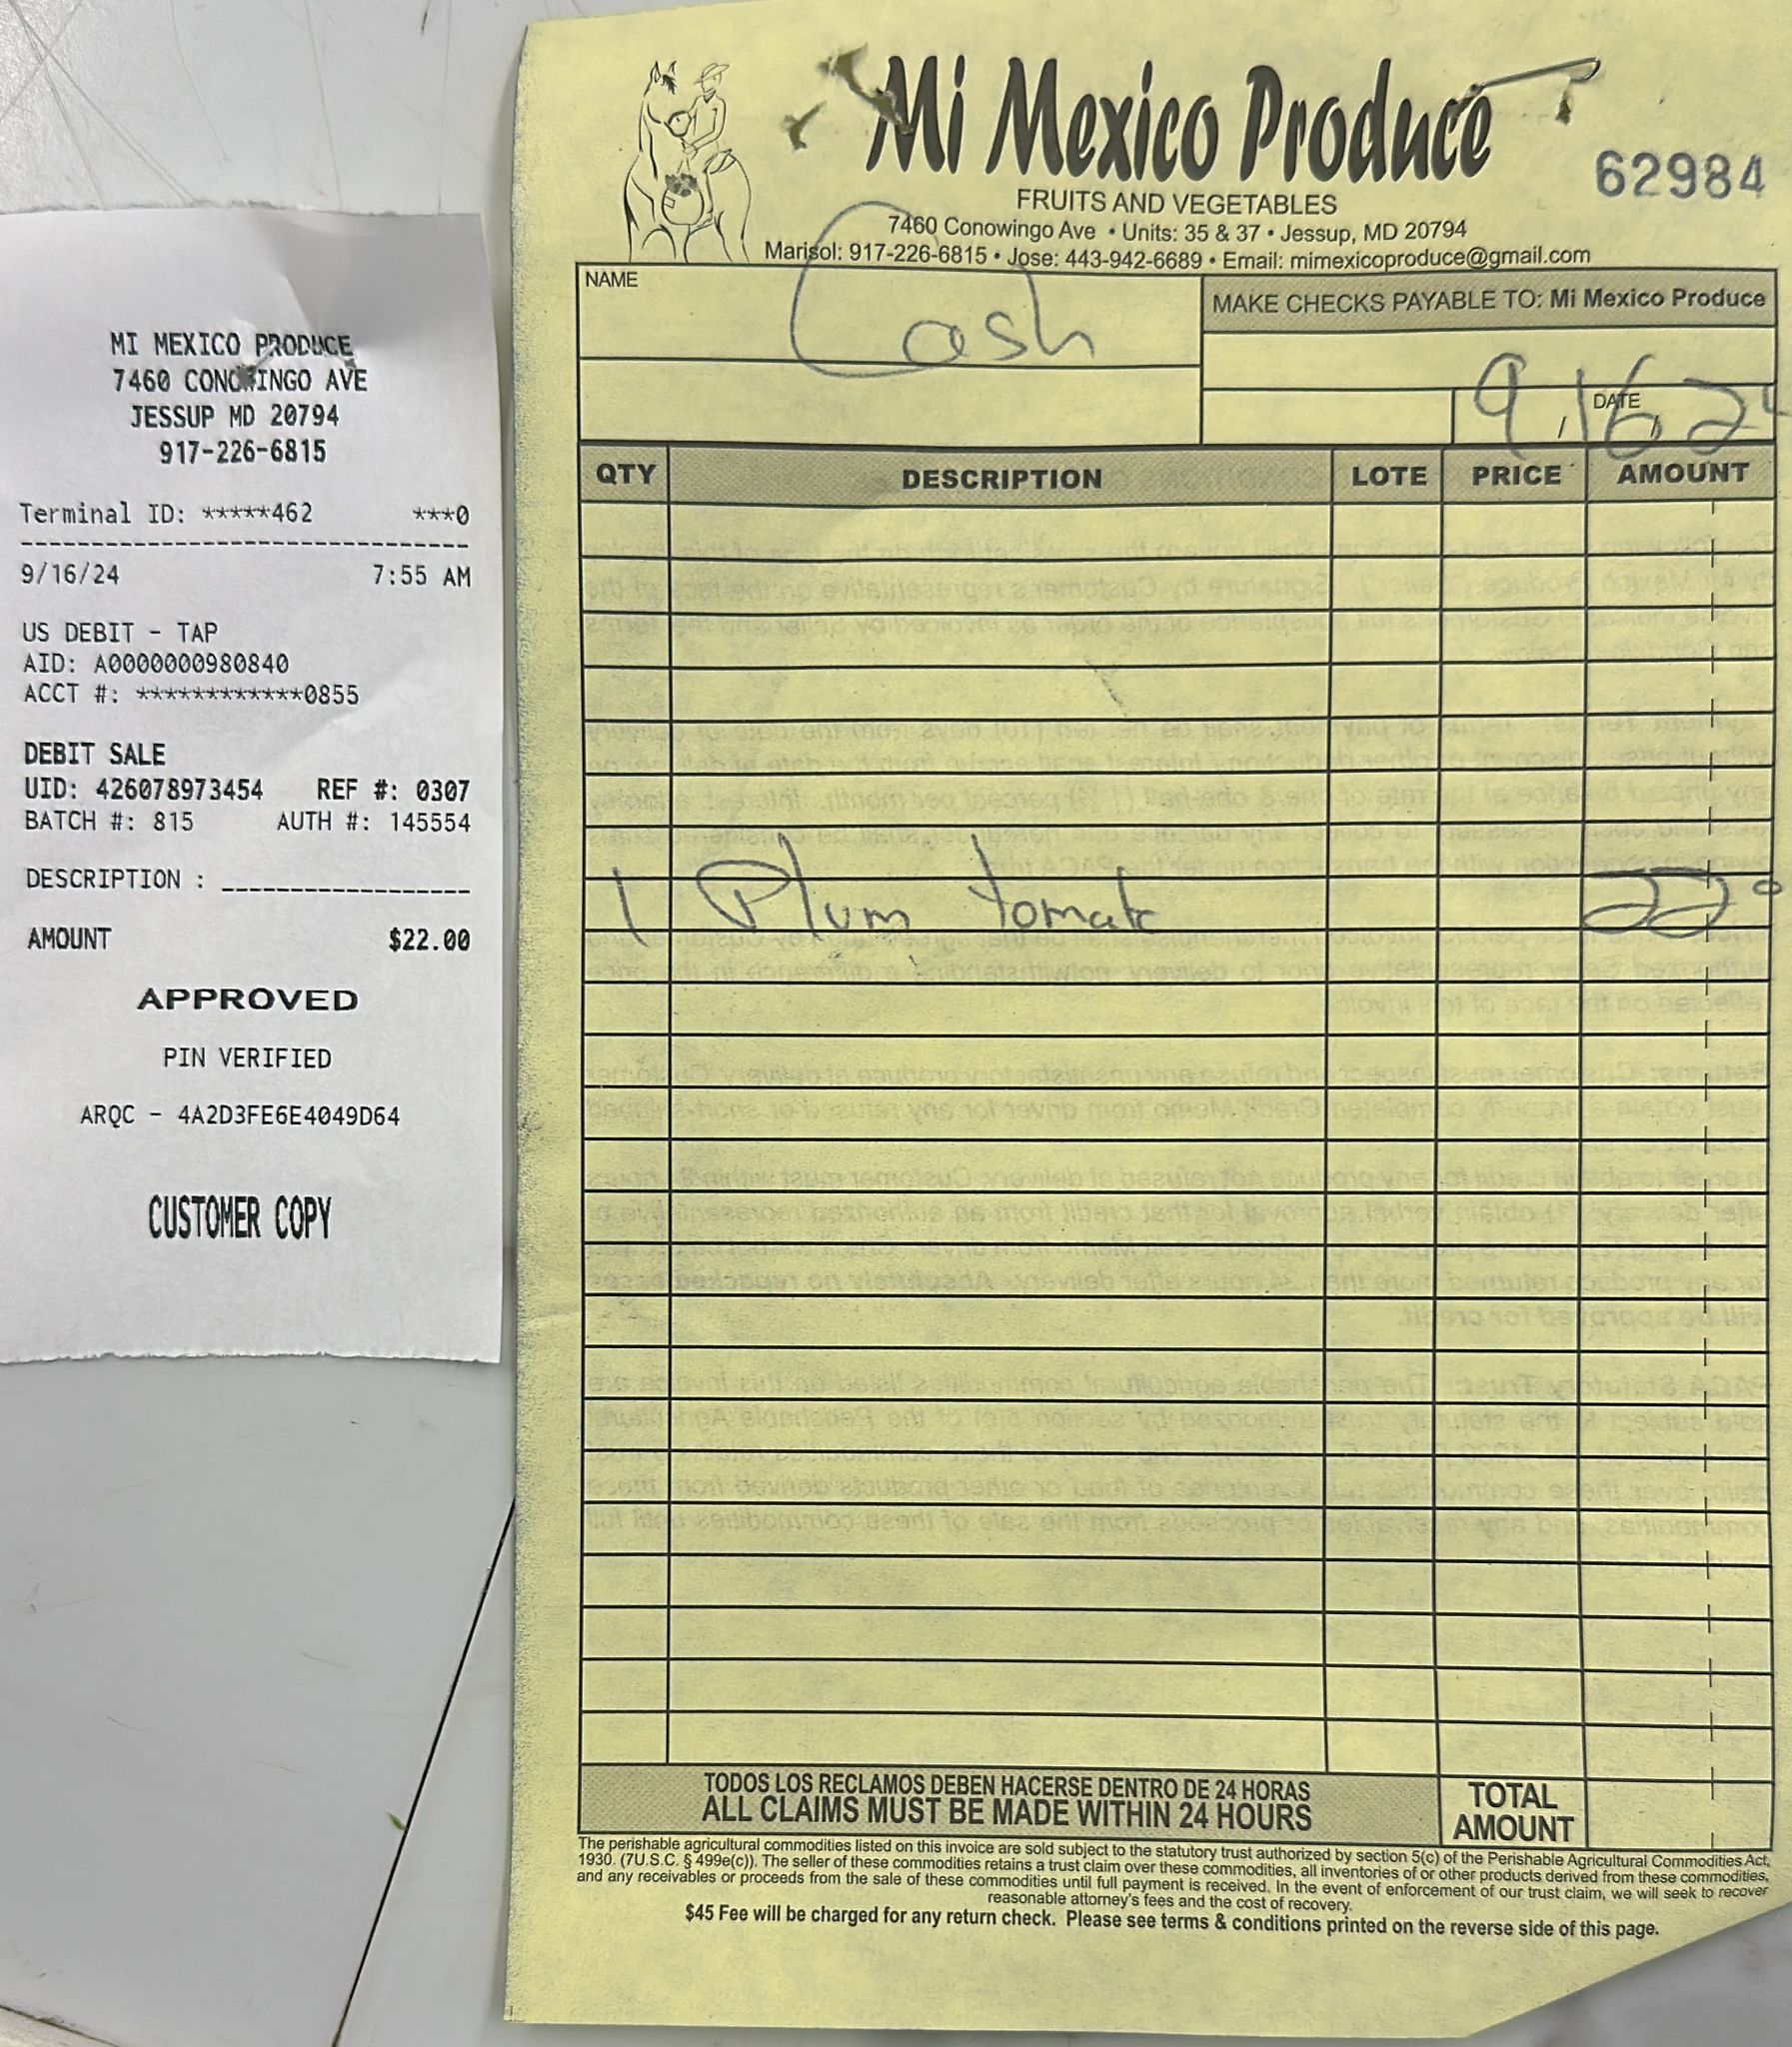 MI MEXICO PRODUCE
7460 CONOWINGO AVE
JESSUP MD 20794
917-226-6815
Terminal ID: *****462 ***0
9/16/24 7:55 AM
US DEBIT - TAP
AID: A0000000980840
ACCT #: ************0855
DEBIT SALE
UID: 426078973454 REF #: 0307
BATCH #: 815 AUTH #: 145554
DESCRIPTION : ________________
AMOUNT $22.00
APPROVED
PIN VERIFIED
ARQC - 4A2D3FE6E4049D64
CUSTOMER COPY
Mi Mexico Produce
62984
FRUITS AND VEGETABLES
7460 Conowingo Ave • Units: 35 & 37 • Jessup, MD 20794
Marisol: 917-226-6815 • Jose: 443-942-6689 • Email: mimexicoproduce@gmail.com
NAME
Cash
MAKE CHECKS PAYABLE TO: Mi Mexico Produce
DATE
9/16/24
QTY DESCRIPTION LOTE PRICE AMOUNT
1 Plum tomato 22 0
TODOS LOS RECLAMOS DEBEN HACERSE DENTRO DE 24 HORAS
ALL CLAIMS MUST BE MADE WITHIN 24 HOURS
TOTAL
AMOUNT
The perishable agricultural commodities listed on this invoice are sold subject to the statutory trust authorized by section 5(c) of the Perishable Agricultural Commodities Act,
1930. (7U.S.C. § 499e(c)). The seller of these commodities retains a trust claim over these commodities, all inventories of or other products derived from these commodities,
and any receivables or proceeds from the sale of these commodities until full payment is received. In the event of enforcement of our trust claim, we will seek to recover
reasonable attorney's fees and the cost of recovery.
$45 Fee will be charged for any return check. Please see terms & conditions printed on the reverse side of this page.